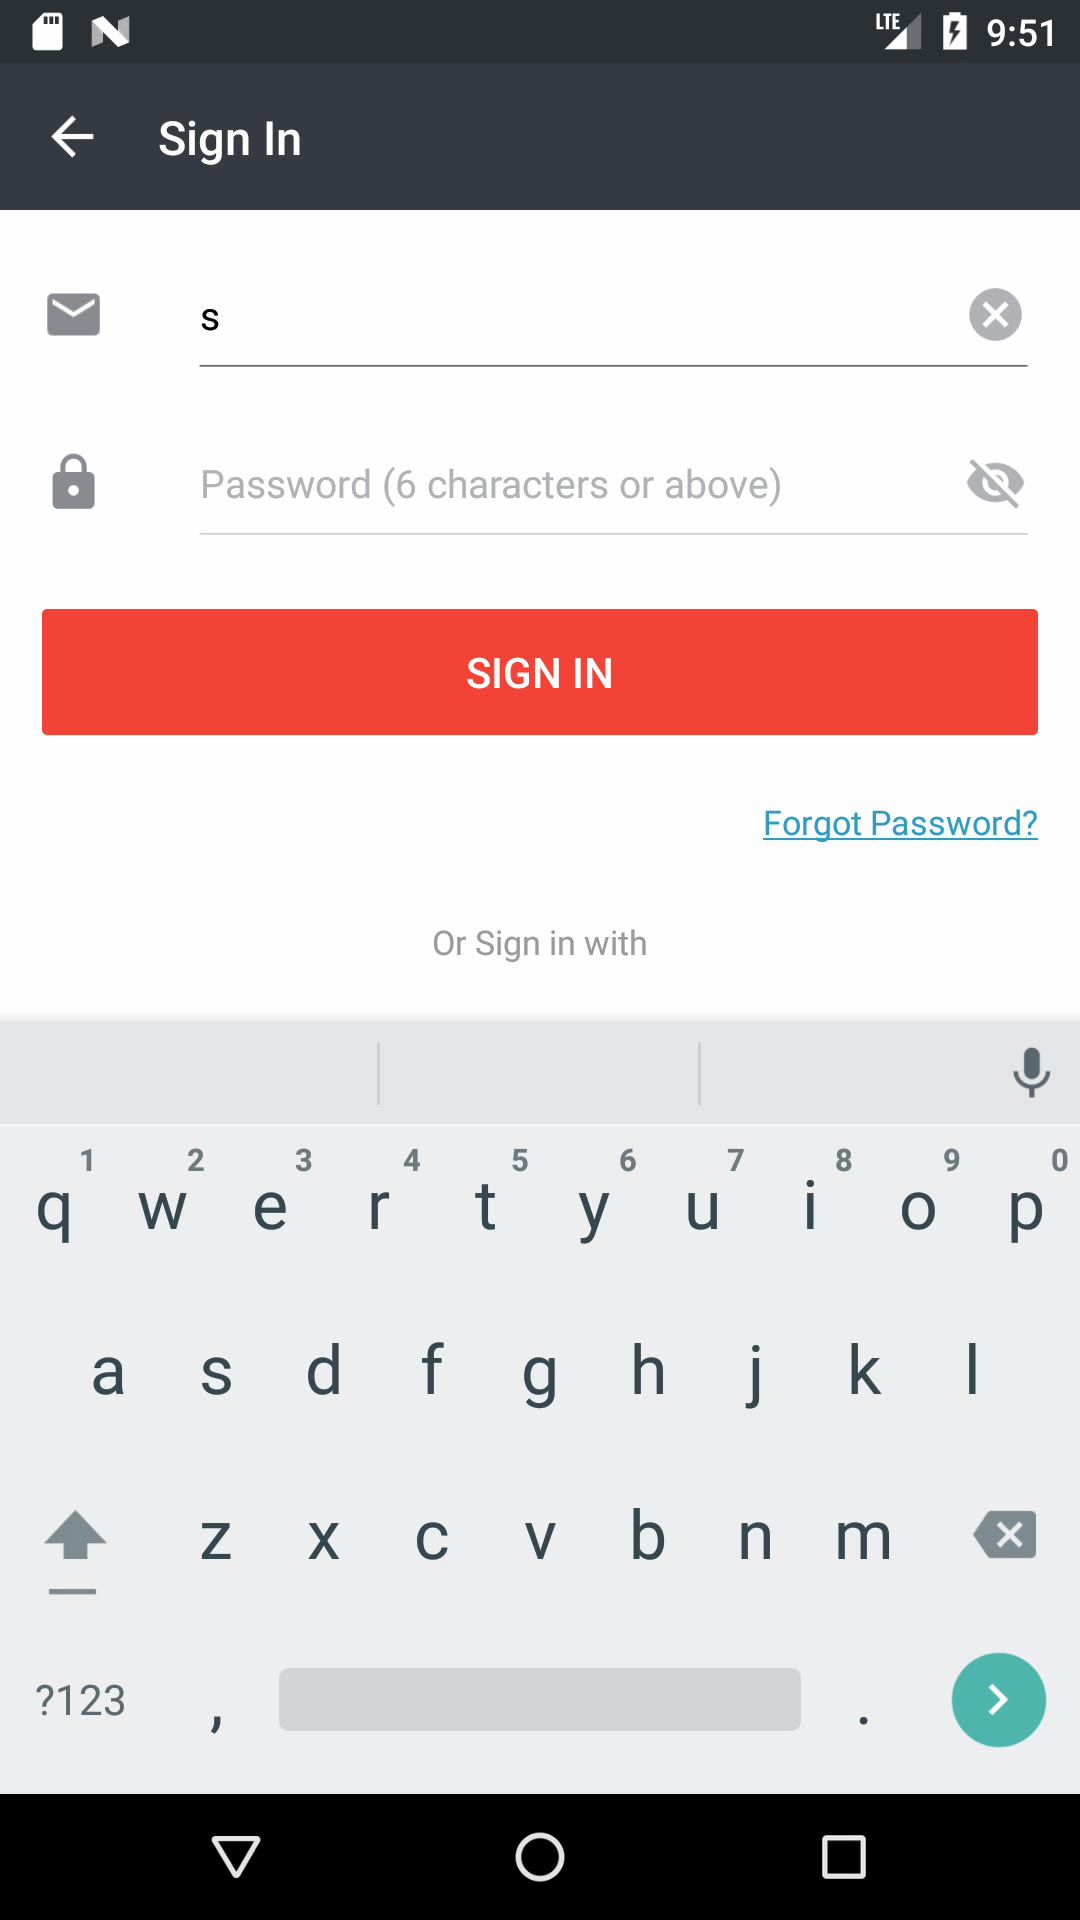 LTE 9:51
Sign In
s
Password (6 characters or above)
SIGN IN
Forgot Password?
Or Sign in with
1 2 3 4 5 6 7 8 9 0
q w e r t y u i o p
a s d f g h j k l
z x c v b n m
?123 , .